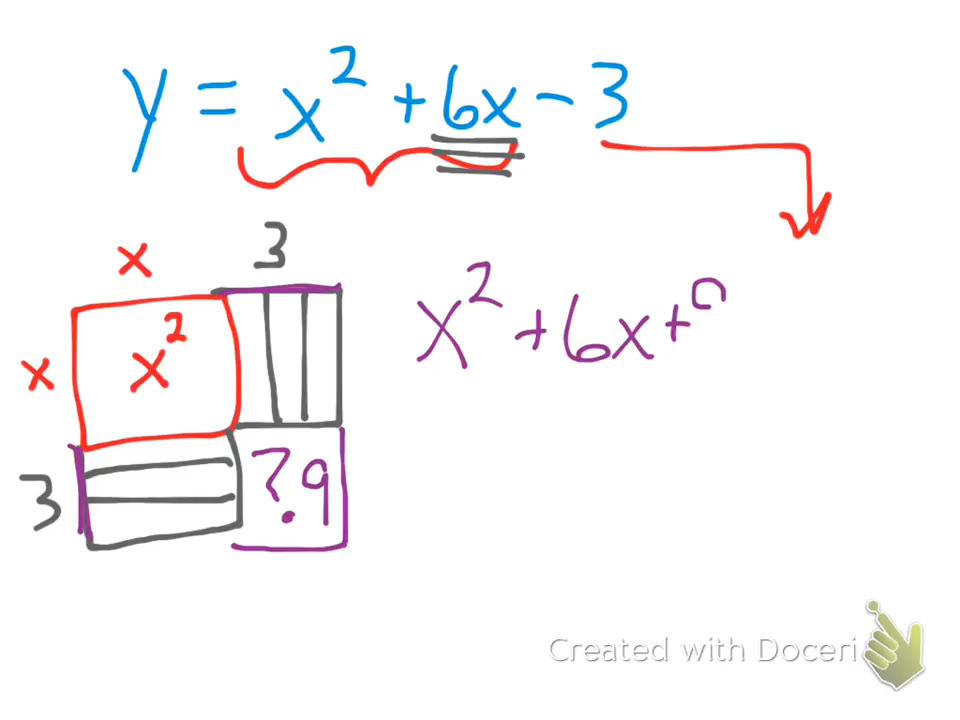 y = x² + 6x - 3
x 3
x x² x² + 6x +
3 ? 9
Created with Doceri